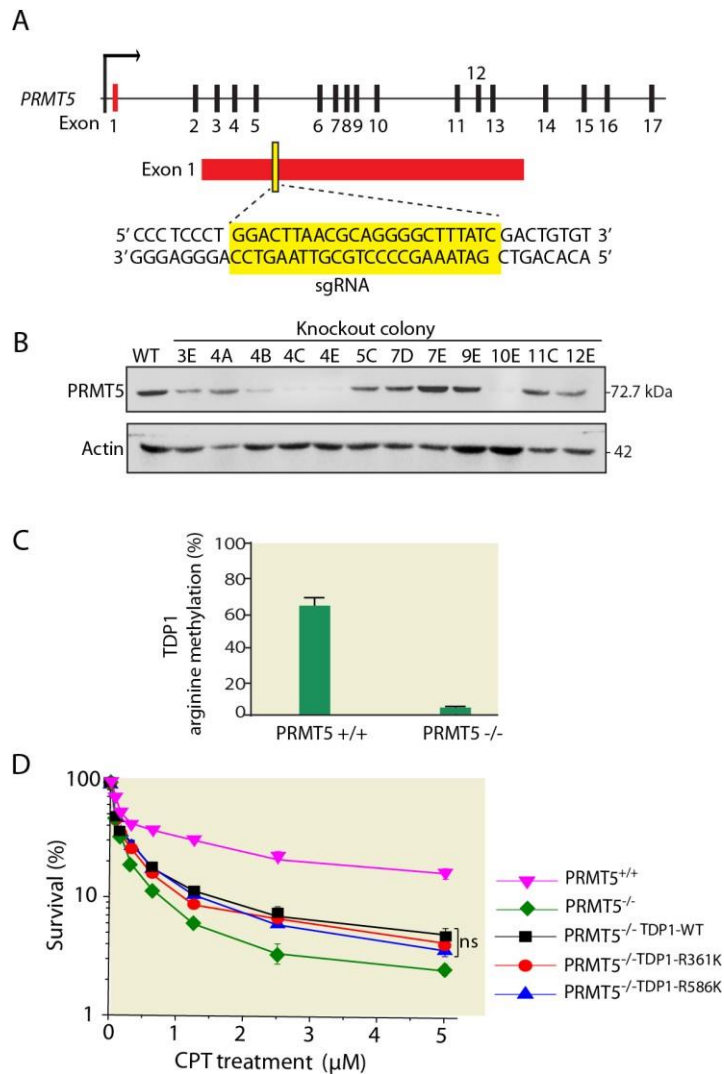 A
12
PRMT5
Exon 1 2 3 4 5 6 7 8 9 10 11 13 14 15 16 17
Exon 1
5′ CCC TCCCT GGACTTAACGCAGGGGCTTTATC GACTGTGT 3′
3′ GGGAGGGA CCTGAATTGCGTCCCCGAAATAG CTGACACA 5′
sgRNA
B
Knockout colony
WT 3E 4A 4B 4C 4E 5C 7D 7E 9E 10E 11C 12E
PRMT5 -72.7 kDa
Actin - 42
C
TDP1
arginine methylation (%)
100
80
60
40
20
0
PRMT5 +/+ PRMT5 -/-
D
Survival (%)
100
10
1
ns
0 1 2 3 4 5
CPT treatment (µM)
PRMT5+/+
PRMT5-/-
PRMT5-/- TDP1-WT
PRMT5-/-TDP1-R361K
PRMT5-/-TDP1-R586K